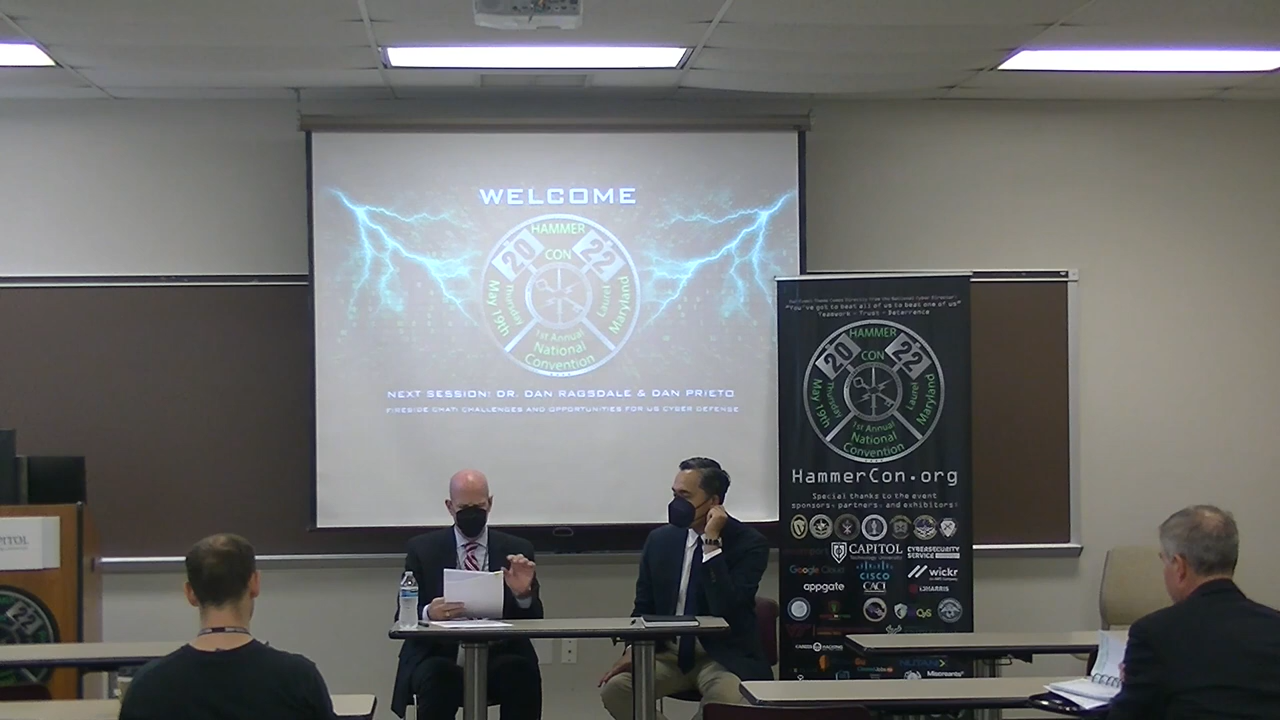 WELCOME
HAMMER
CON
20 22
May 19th
Thursday
Laurel
Maryland
1st Annual
National
Convention
NEXT SESSION: DR. DAN RAGSDALE & DAN PRIETO
FIRESIDE CHAT: CHALLENGES AND OPPORTUNITIES FOR US CYBER DEFENSE
"You've got to beat all of us to beat one of us"
Teamwork - Trust - Deterrence
HAMMER
CON
20 22
May 19th
Thursday
Laurel
Maryland
1st Annual
National
Convention
HammerCon.org
Special thanks to the event
sponsors, partners, and exhibitors!
CAPITOL
TECHNOLOGY UNIVERSITY
CYBERSECURITY
SERVICE
Google Cloud
CISCO
wickr
appgate
CACI
L3HARRIS